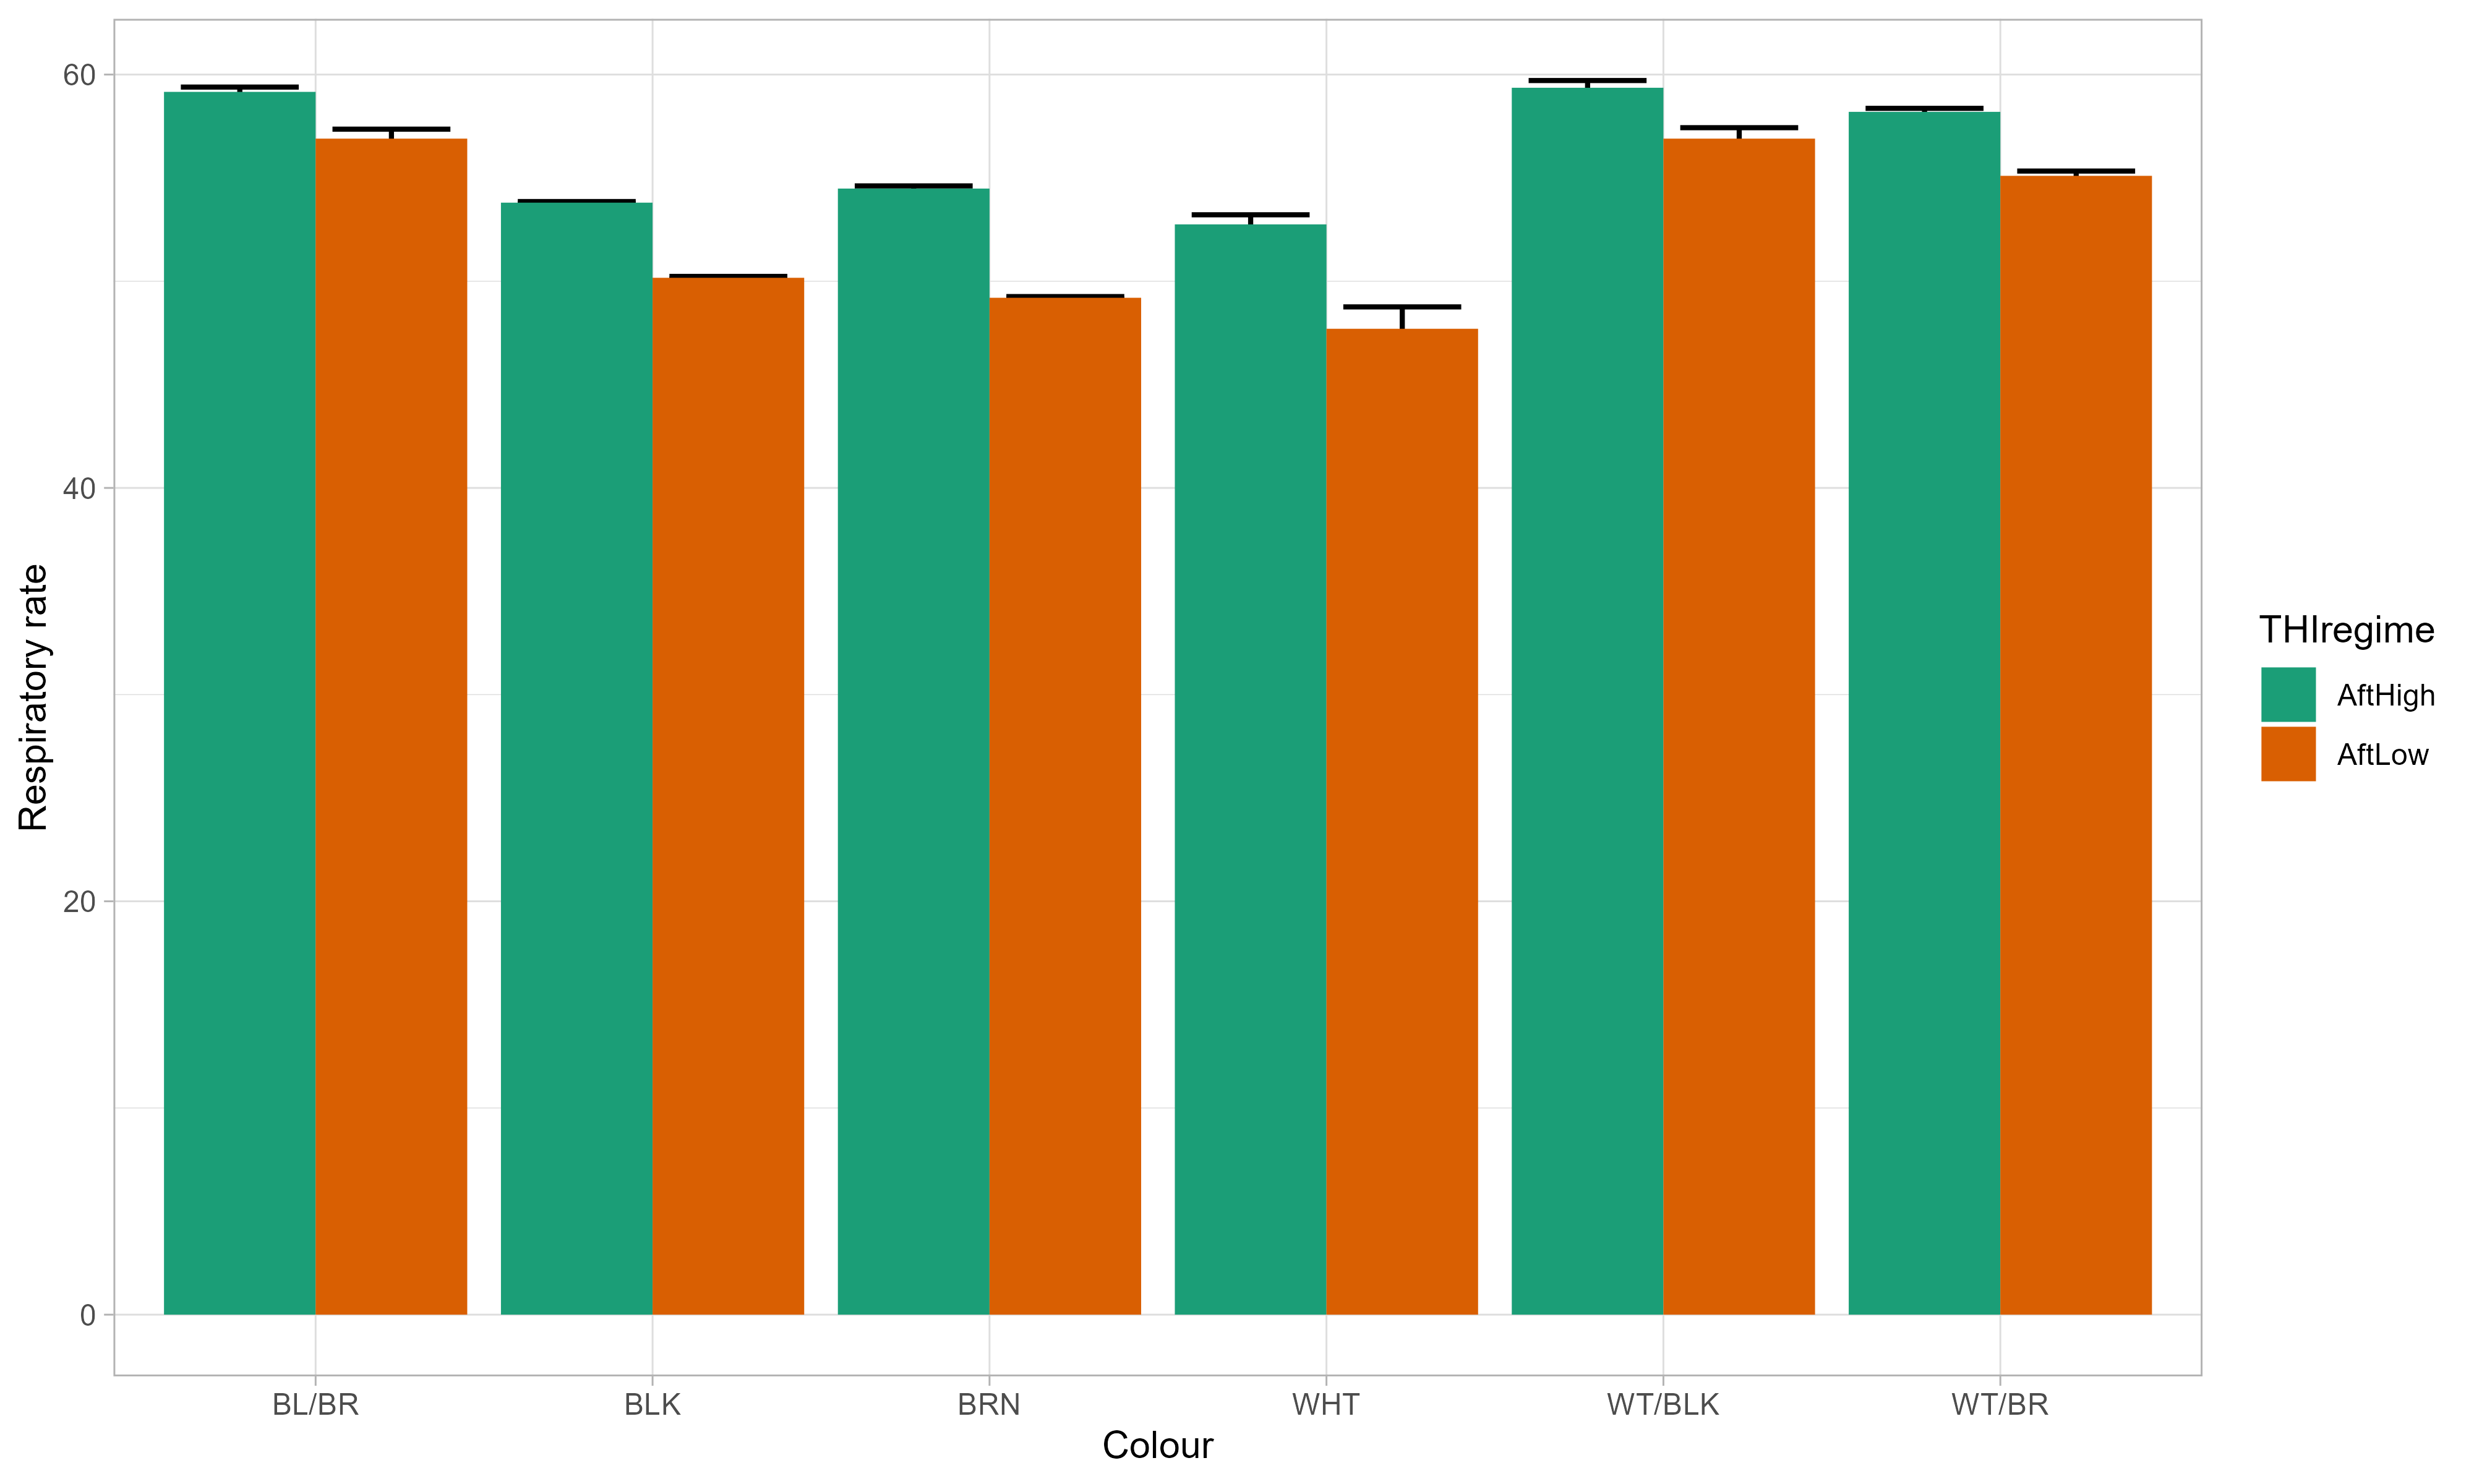 60
40
20
0
Respiratory rate
BL/BR BLK BRN WHT WT/BLK WT/BR
Colour
THIregime
AftHigh
AftLow